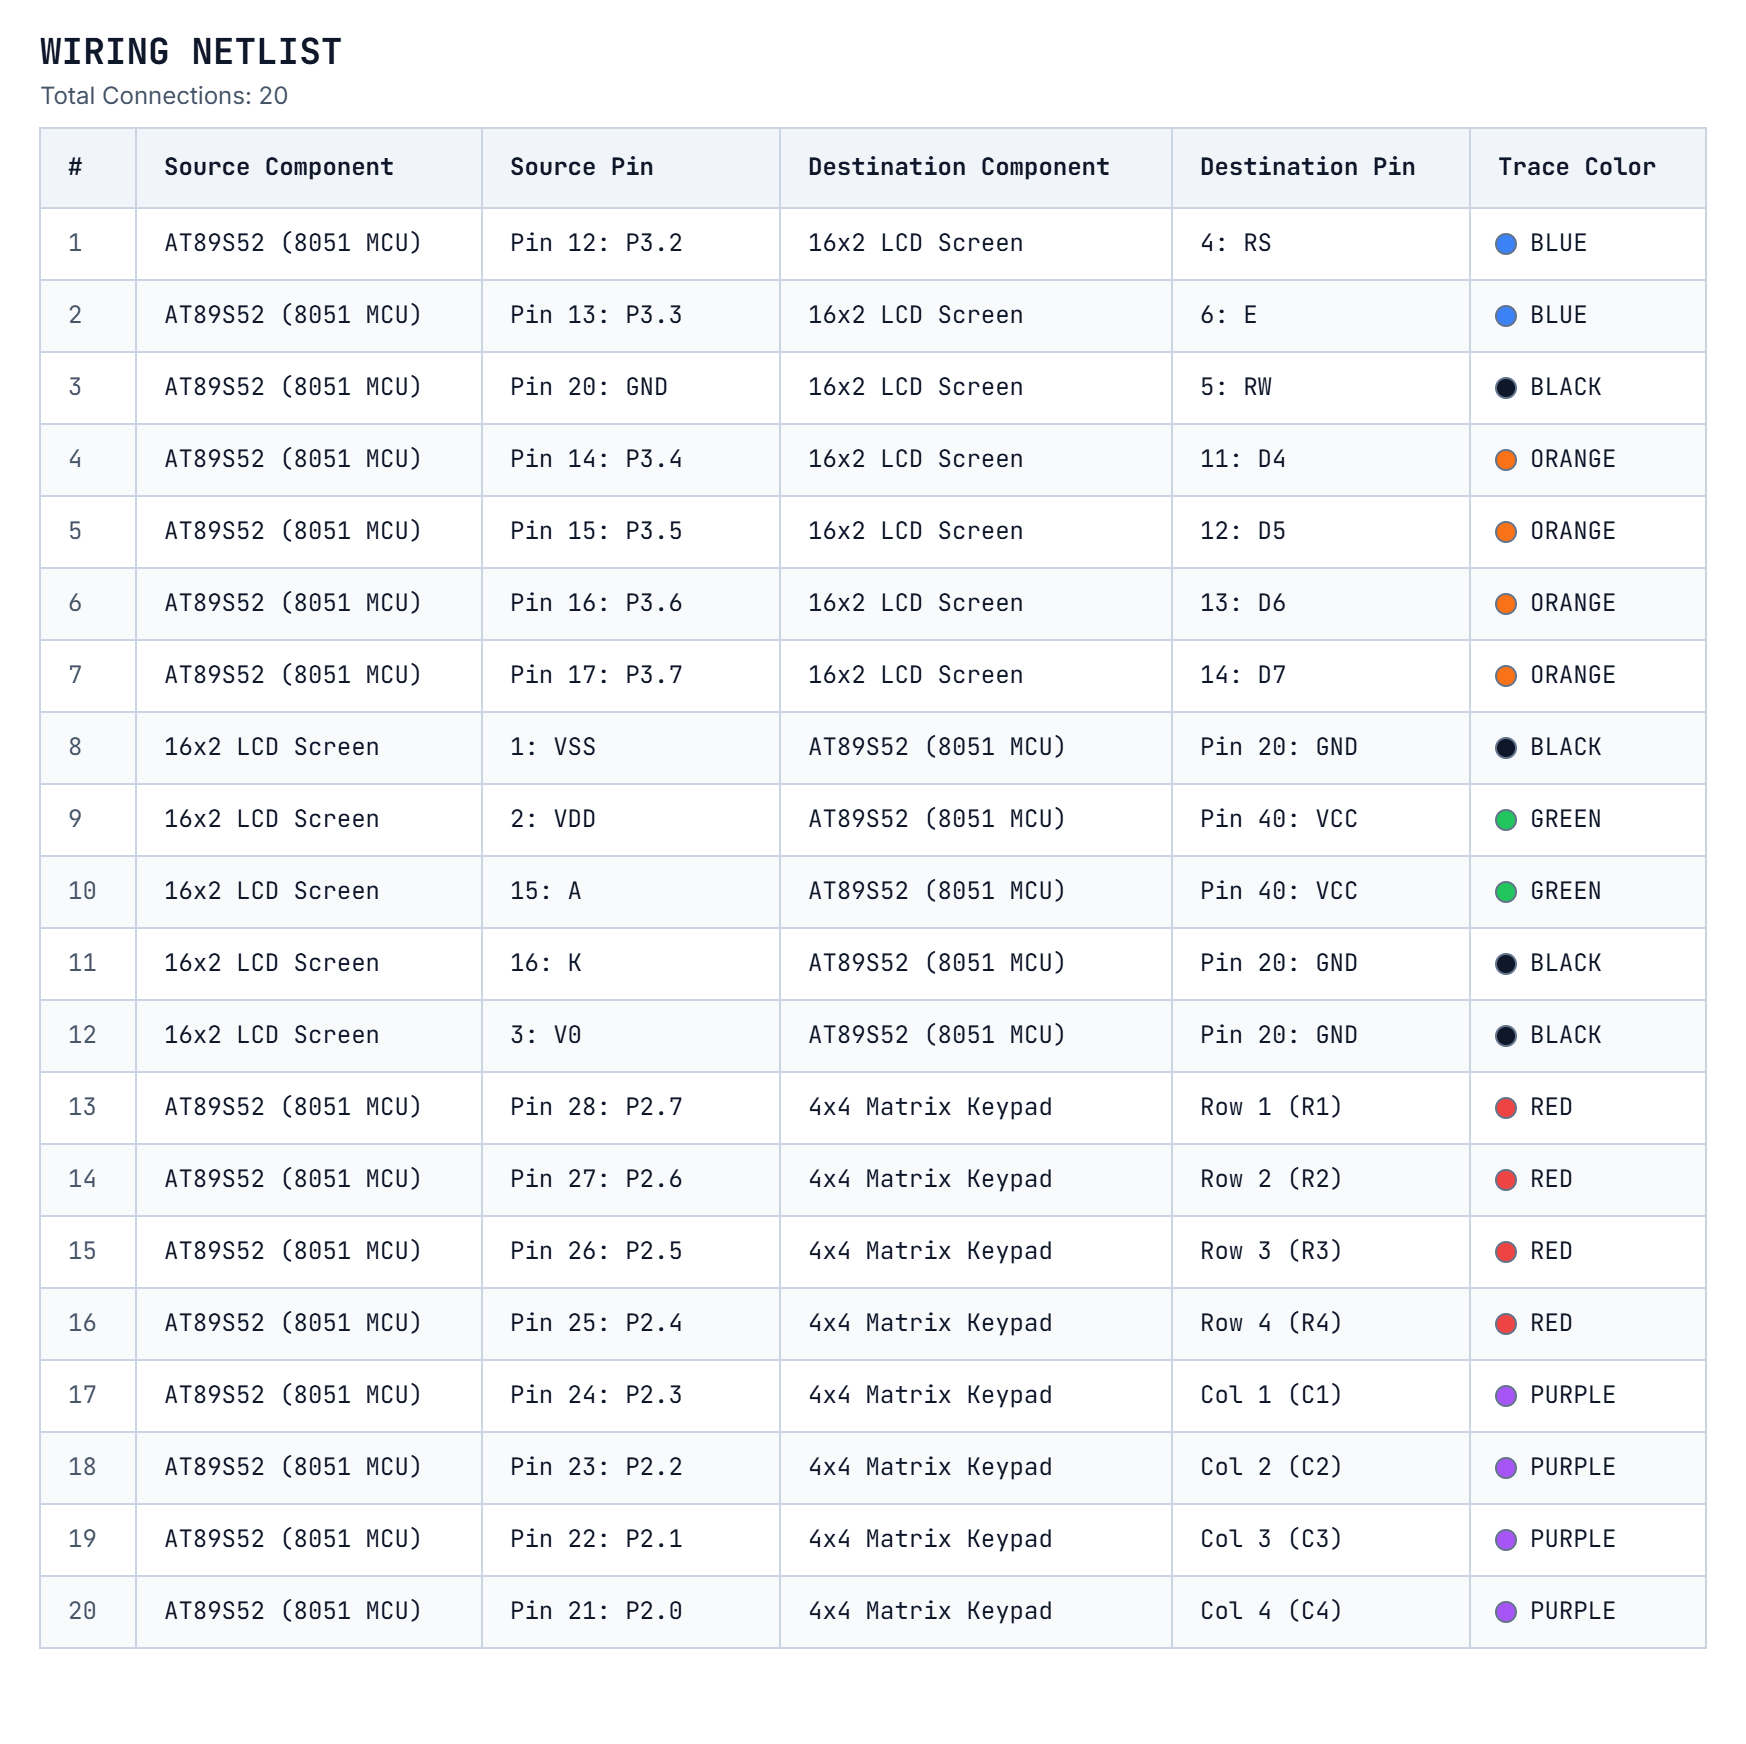 WIRING NETLIST
Total Connections: 20
# Source Component Source Pin Destination Component Destination Pin Trace Color
1 AT89S52 (8051 MCU) Pin 12: P3.2 16x2 LCD Screen 4: RS BLUE
2 AT89S52 (8051 MCU) Pin 13: P3.3 16x2 LCD Screen 6: E BLUE
3 AT89S52 (8051 MCU) Pin 20: GND 16x2 LCD Screen 5: RW BLACK
4 AT89S52 (8051 MCU) Pin 14: P3.4 16x2 LCD Screen 11: D4 ORANGE
5 AT89S52 (8051 MCU) Pin 15: P3.5 16x2 LCD Screen 12: D5 ORANGE
6 AT89S52 (8051 MCU) Pin 16: P3.6 16x2 LCD Screen 13: D6 ORANGE
7 AT89S52 (8051 MCU) Pin 17: P3.7 16x2 LCD Screen 14: D7 ORANGE
8 16x2 LCD Screen 1: VSS AT89S52 (8051 MCU) Pin 20: GND BLACK
9 16x2 LCD Screen 2: VDD AT89S52 (8051 MCU) Pin 40: VCC GREEN
10 16x2 LCD Screen 15: A AT89S52 (8051 MCU) Pin 40: VCC GREEN
11 16x2 LCD Screen 16: K AT89S52 (8051 MCU) Pin 20: GND BLACK
12 16x2 LCD Screen 3: V0 AT89S52 (8051 MCU) Pin 20: GND BLACK
13 AT89S52 (8051 MCU) Pin 28: P2.7 4x4 Matrix Keypad Row 1 (R1) RED
14 AT89S52 (8051 MCU) Pin 27: P2.6 4x4 Matrix Keypad Row 2 (R2) RED
15 AT89S52 (8051 MCU) Pin 26: P2.5 4x4 Matrix Keypad Row 3 (R3) RED
16 AT89S52 (8051 MCU) Pin 25: P2.4 4x4 Matrix Keypad Row 4 (R4) RED
17 AT89S52 (8051 MCU) Pin 24: P2.3 4x4 Matrix Keypad Col 1 (C1) PURPLE
18 AT89S52 (8051 MCU) Pin 23: P2.2 4x4 Matrix Keypad Col 2 (C2) PURPLE
19 AT89S52 (8051 MCU) Pin 22: P2.1 4x4 Matrix Keypad Col 3 (C3) PURPLE
20 AT89S52 (8051 MCU) Pin 21: P2.0 4x4 Matrix Keypad Col 4 (C4) PURPLE